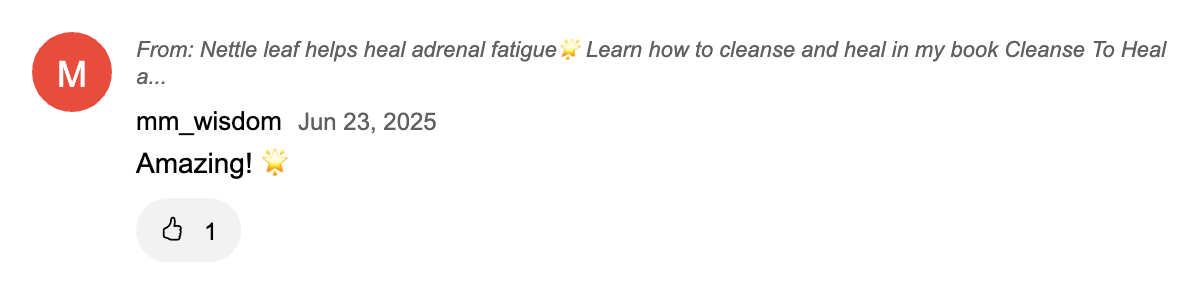 M
From: Nettle leaf helps heal adrenal fatigue🌟 Learn how to cleanse and heal in my book Cleanse To Heal
a...
mm_wisdom Jun 23, 2025
Amazing! 🌟
1